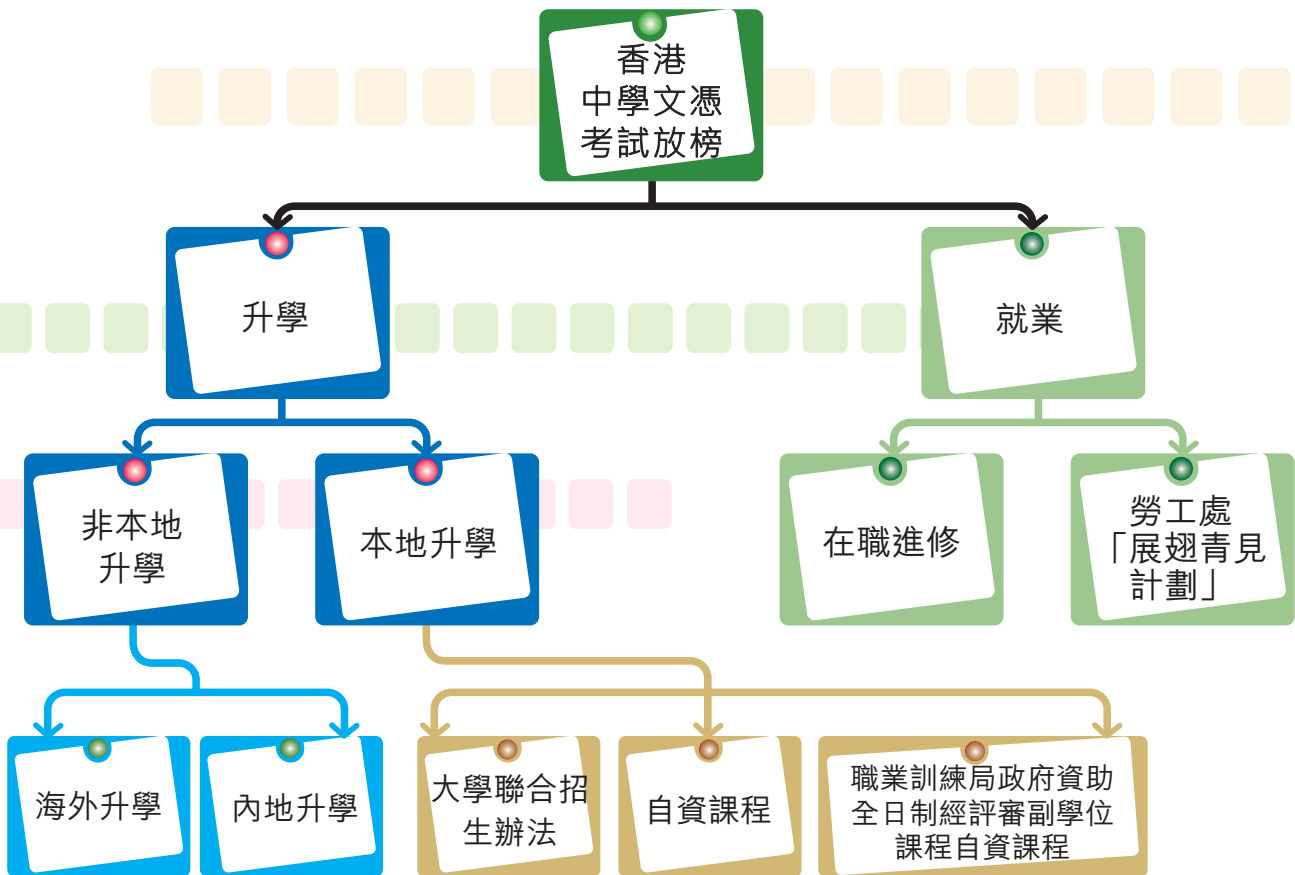 香港
中學文憑
考試放榜
升學
就業
非本地
升學
本地升學
在職進修
勞工處
「展翅青見
計劃」
海外升學
內地升學
大學聯合招
生辦法
自資課程
職業訓練局政府資助
全日制經評審副學位
課程自資課程